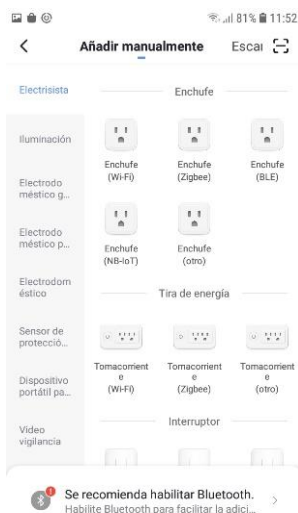 81% 11:52
Añadir manualmente
Escai
Electrisista
Iluminación
Electrodo
méstico g...
Electrodo
méstico p...
Electrodom
éstico
Sensor de
protecció...
Dispositivo
portátil pa...
Video
vigilancia
Enchufe
Enchufe
(Wi-Fi)
Enchufe
(Zigbee)
Enchufe
(BLE)
Enchufe
(NB-IoT)
Enchufe
(otro)
Tira de energía
Tomacorrient
e
(Wi-Fi)
Tomacorrient
e
(Zigbee)
Tomacorrient
e
(otro)
Interruptor
Se recomienda habilitar Bluetooth.
Habilite Bluetooth para facilitar la adici...